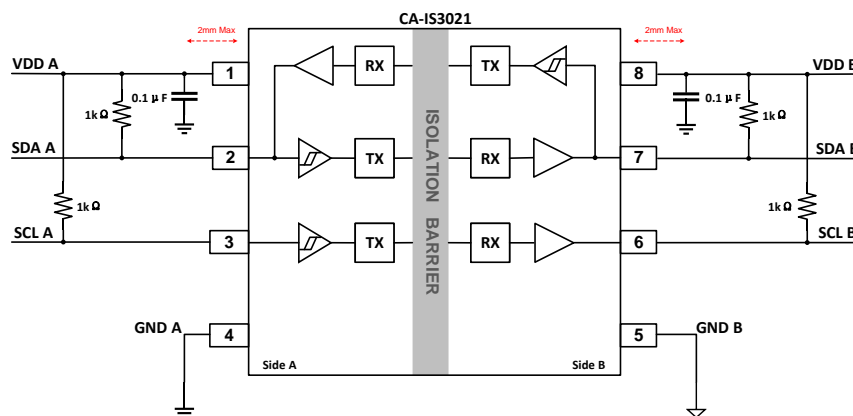 CA-IS3021
2mm Max
2mm Max
VDD A
1
RX
TX
8
VDD B
0.1 μF
0.1 μF
1kΩ
1kΩ
SDA A
2
TX
RX
7
SDA B
ISOLATION BARRIER
1kΩ
1kΩ
SCL A
3
TX
RX
6
SCL B
GND A
4
5
GND B
Side A
Side B